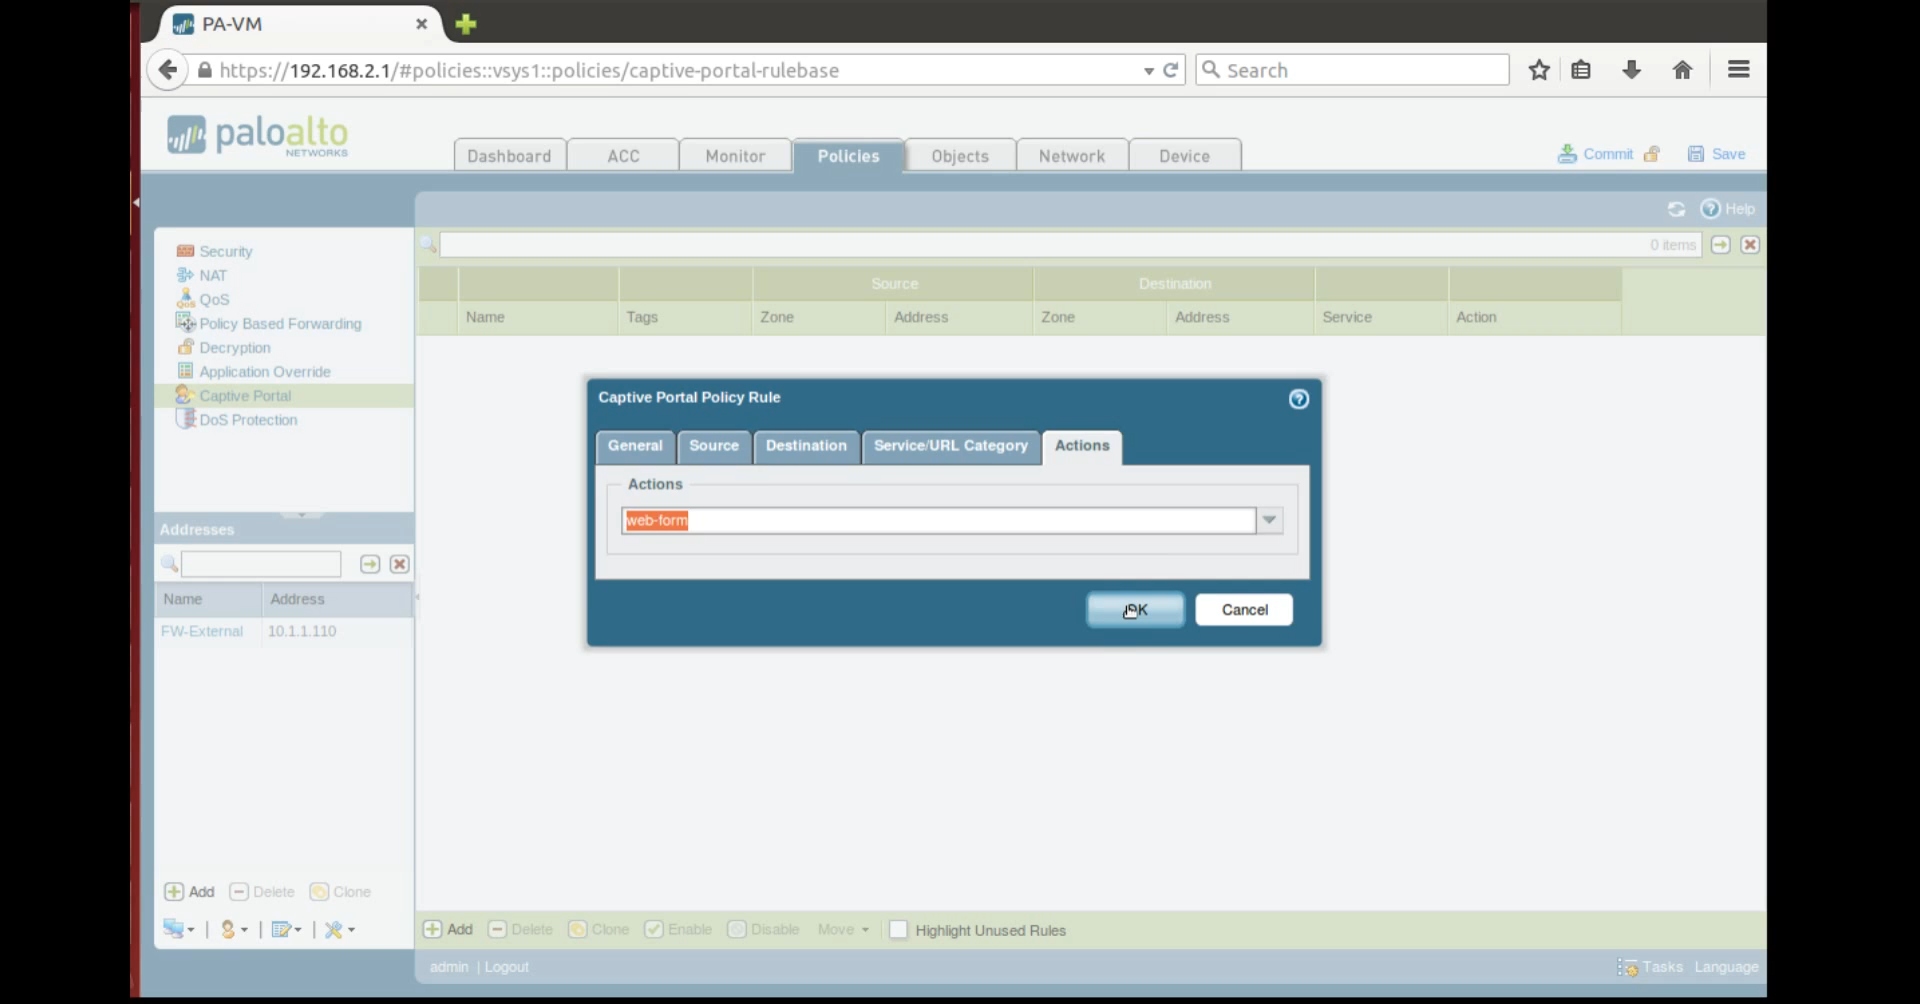 PA-VM
https://192.168.2.1/#policies::vsys1::policies/captive-portal-rulebase
Search
paloalto
NETWORKS
Dashboard ACC Monitor Policies Objects Network Device
Commit Save
Help
Security
NAT
QoS
Policy Based Forwarding
Decryption
Application Override
Captive Portal
DoS Protection
0 items
Source Destination
Name Tags Zone Address Zone Address Service Action
Captive Portal Policy Rule
General Source Destination Service/URL Category Actions
Actions
web-form
OK Cancel
Addresses
Name Address
FW-External 10.1.1.110
Add Delete Clone
Add Delete Clone Enable Disable Move Highlight Unused Rules
admin | Logout
Tasks Language